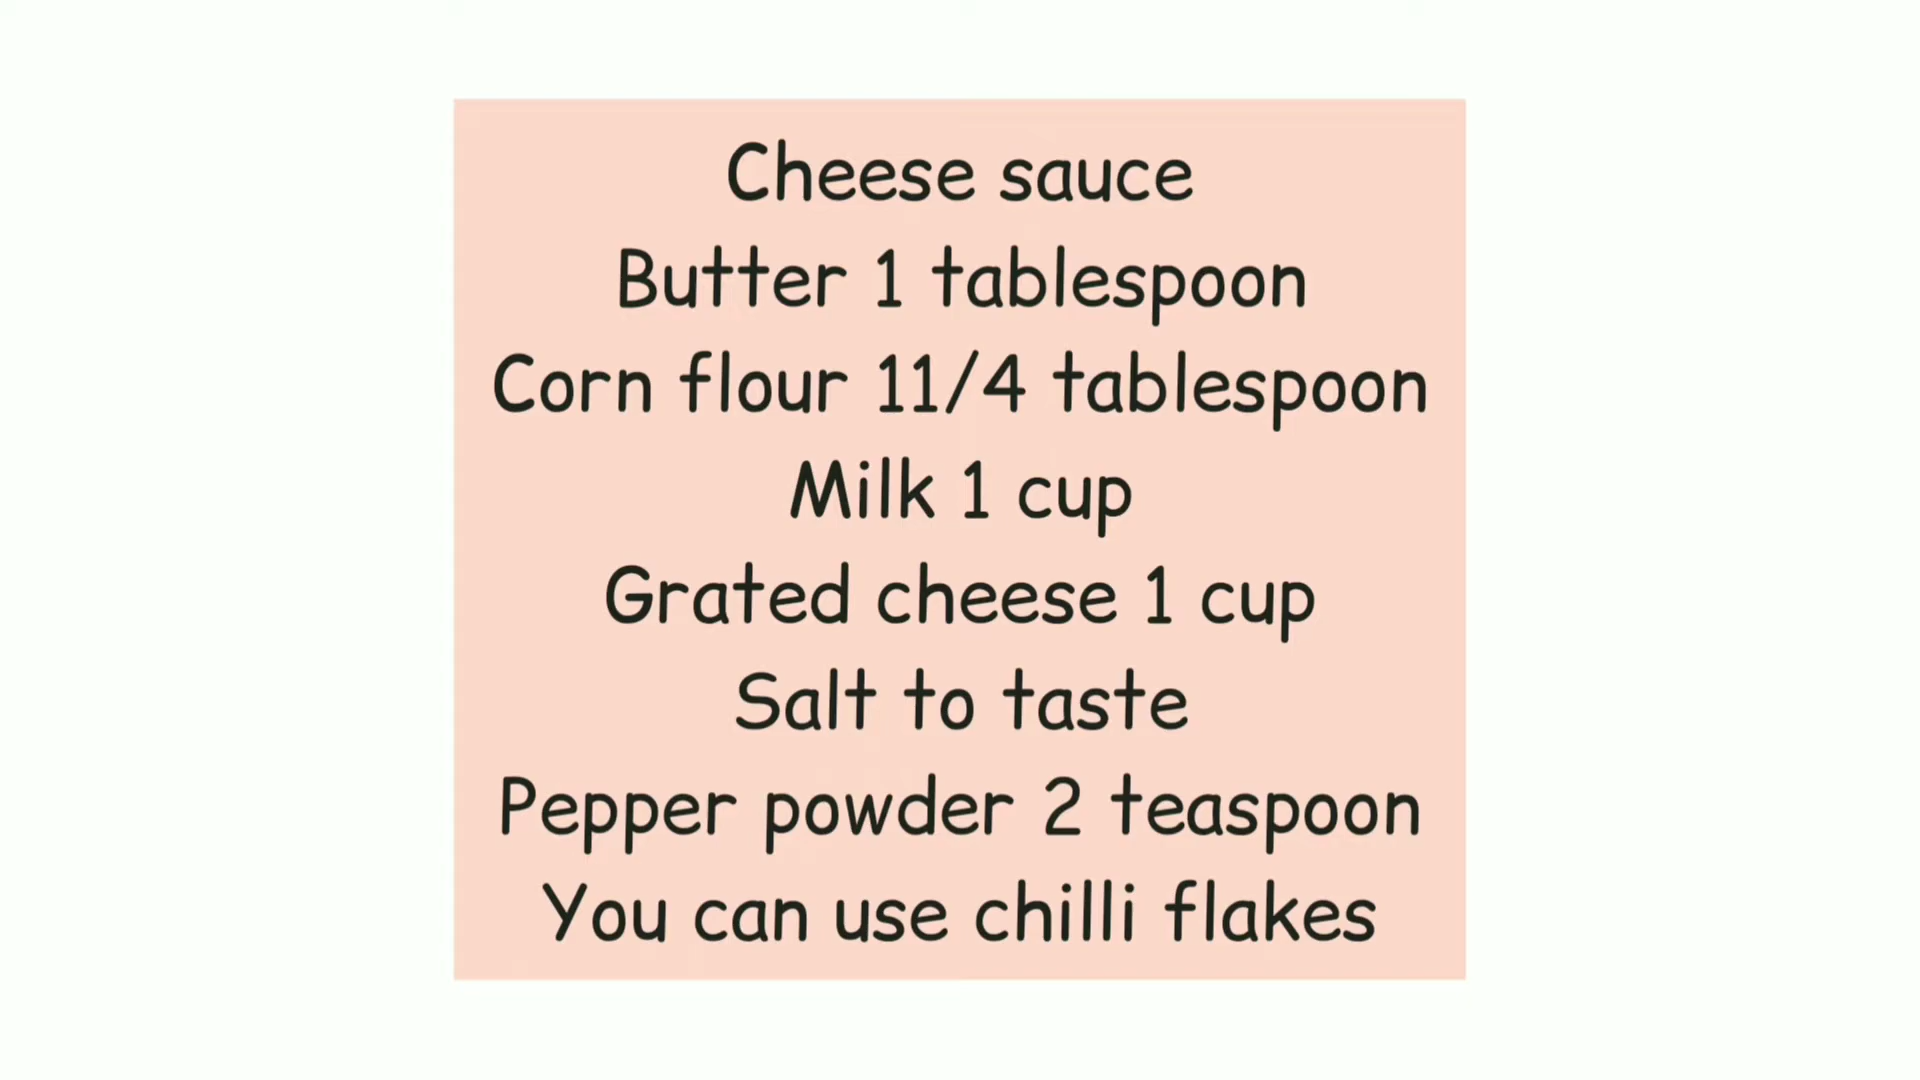 Cheese sauce
Butter 1 tablespoon
Corn flour 11/4 tablespoon
Milk 1 cup
Grated cheese 1 cup
Salt to taste
Pepper powder 2 teaspoon
You can use chilli flakes